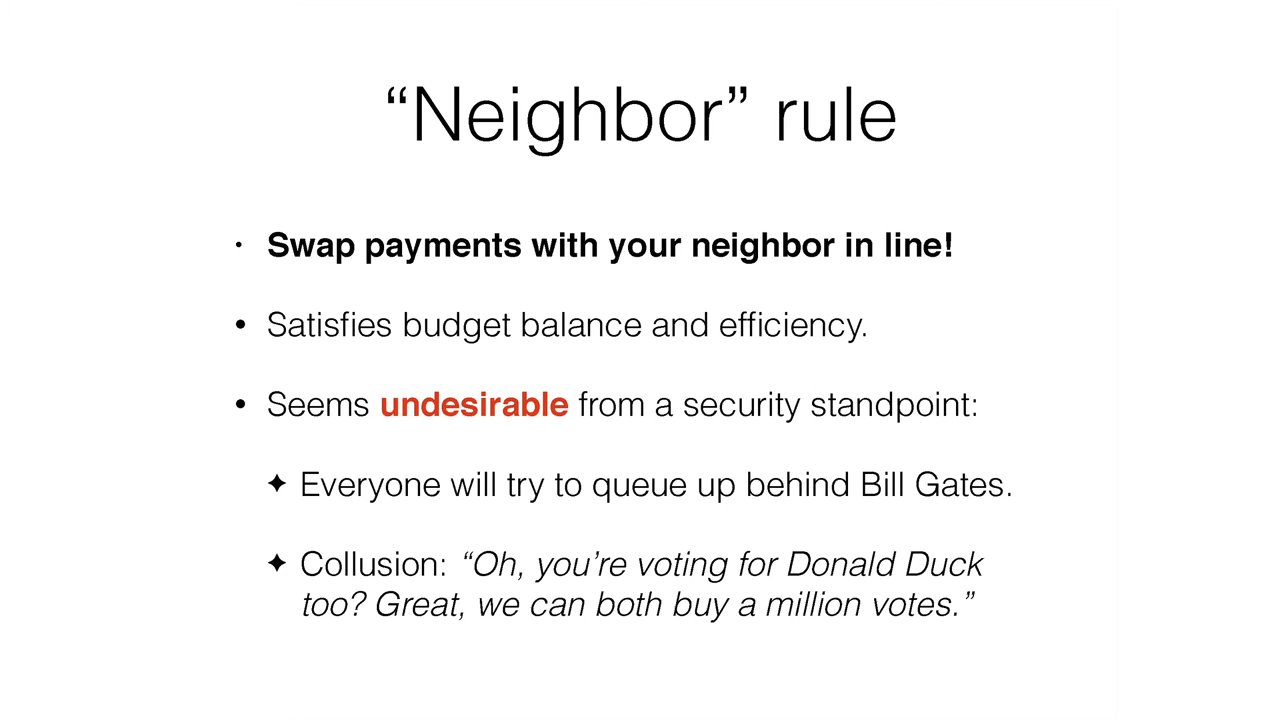 “Neighbor” rule
• Swap payments with your neighbor in line!
• Satisfies budget balance and efficiency.
• Seems undesirable from a security standpoint:
✦ Everyone will try to queue up behind Bill Gates.
✦ Collusion: “Oh, you’re voting for Donald Duck
too? Great, we can both buy a million votes.”